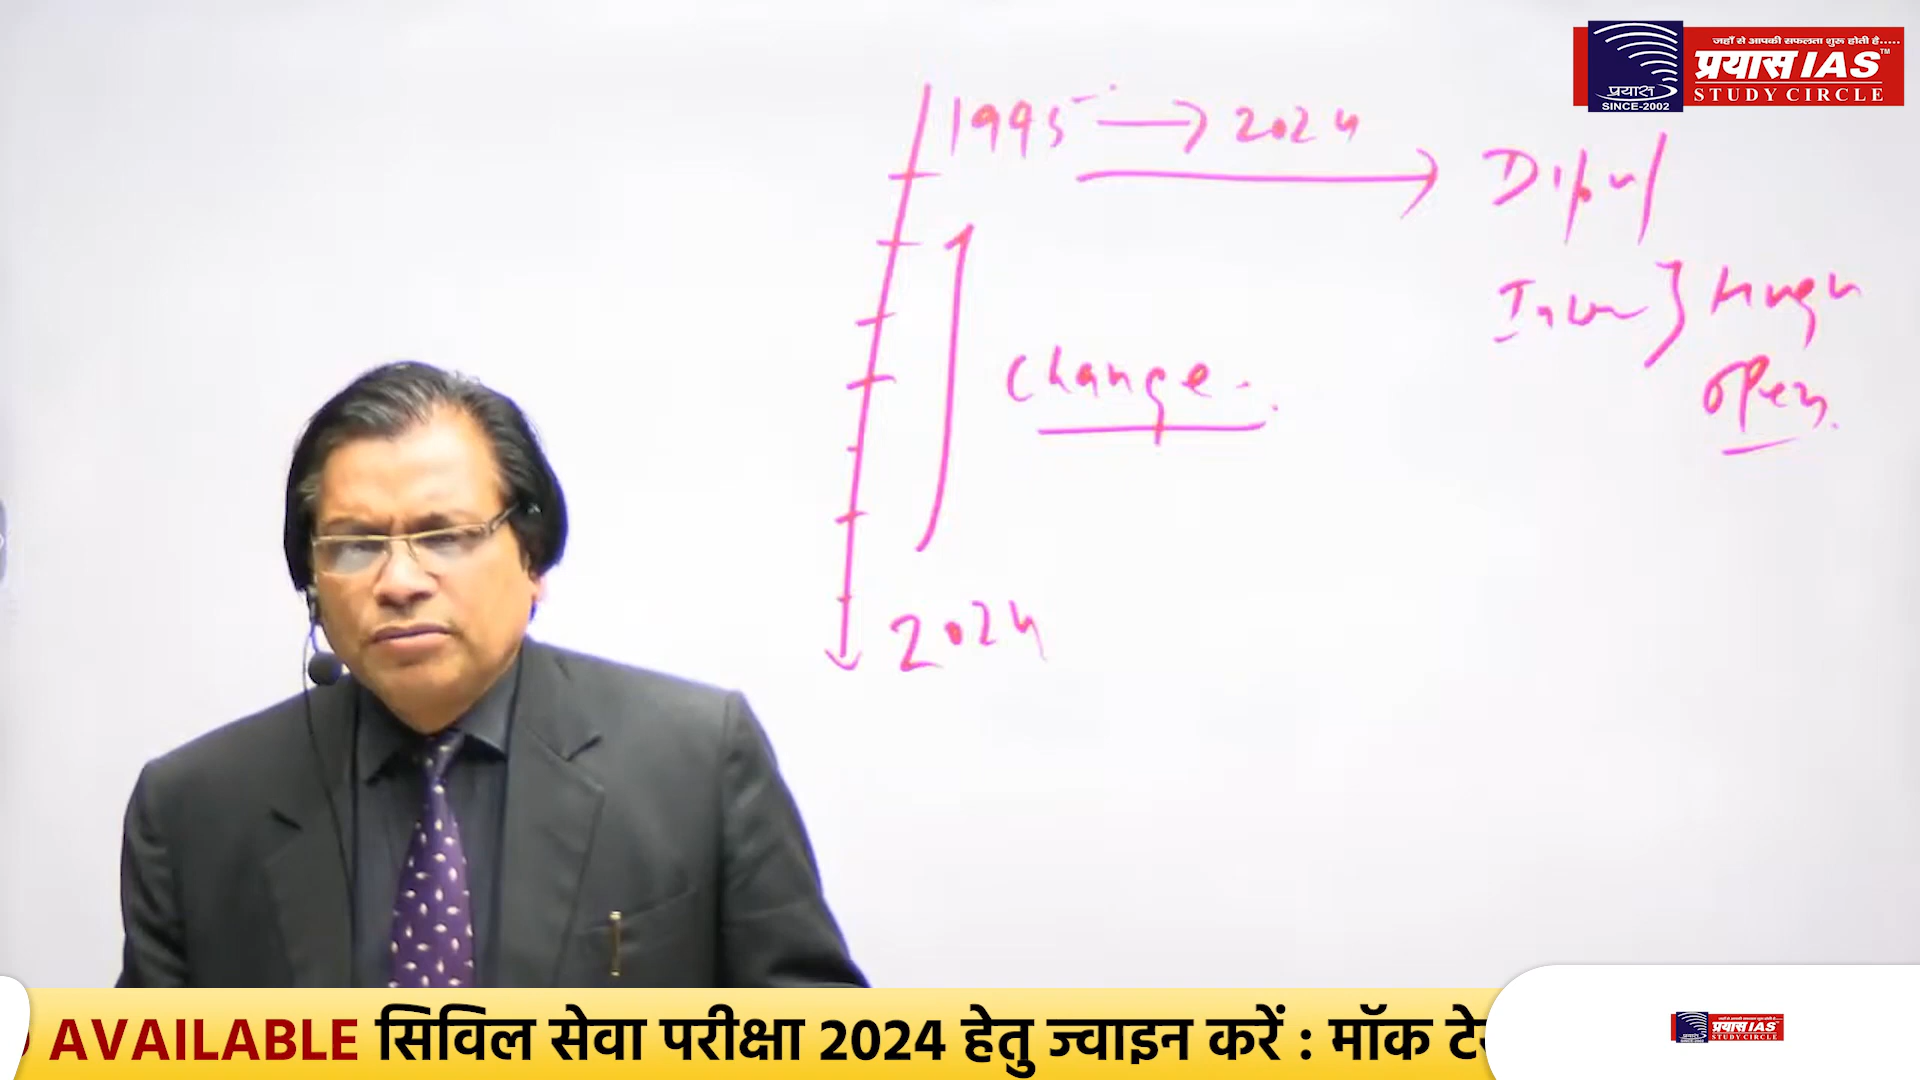 जहाँ से आपकी सफलता शुरू होती है.....
प्रयास IAS™
STUDY CIRCLE
प्रयास
SINCE-2002
1995 → 2024
Change.
open.
2024
AVAILABLE सिविल सेवा परीक्षा 2024 हेतु ज्वाइन करें : मॉक
प्रयास IAS
STUDY CIRCLE